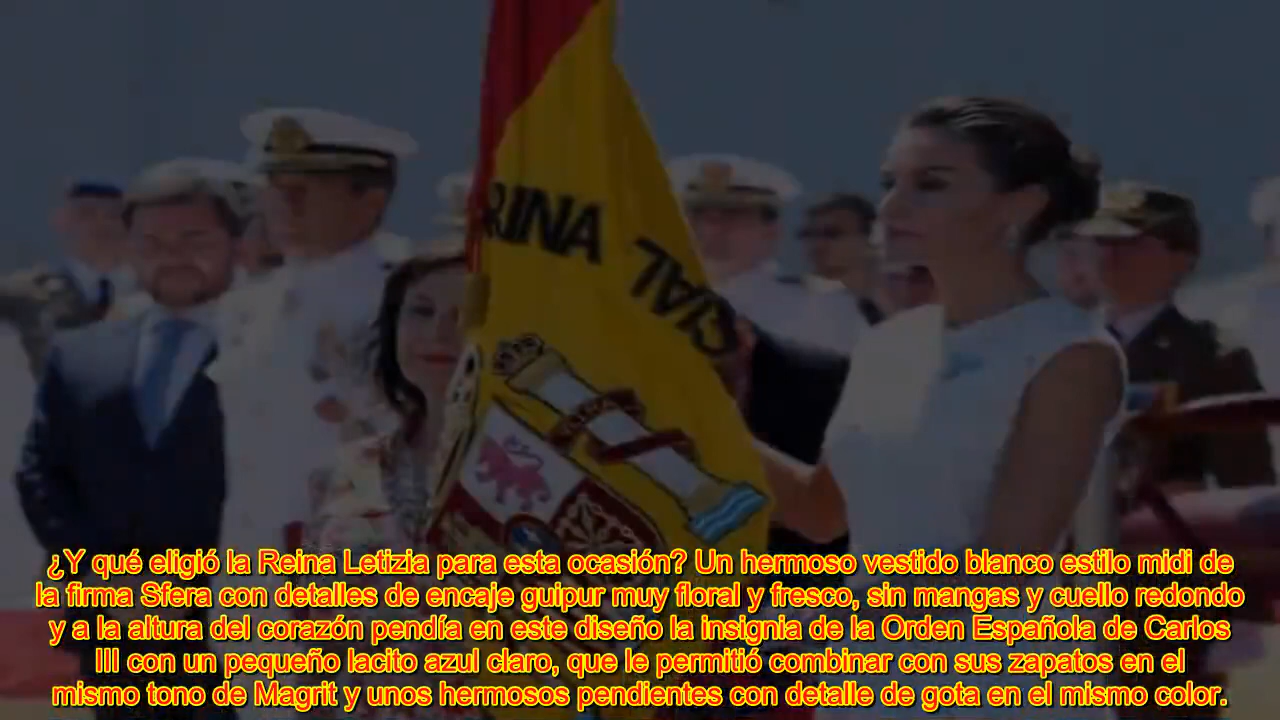 RINA
CIAL
¿Y qué eligió la Reina Letizia para esta ocasión? Un hermoso vestido blanco estilo midi de
la firma Sfera con detalles de encaje guipur muy floral y fresco, sin mangas y cuello redondo
y a la altura del corazón pendía en este diseño la insignia de la Orden Española de Carlos
III con un pequeño lacito azul claro, que le permitió combinar con sus zapatos en el
mismo tono de Magrit y unos hermosos pendientes con detalle de gota en el mismo color.